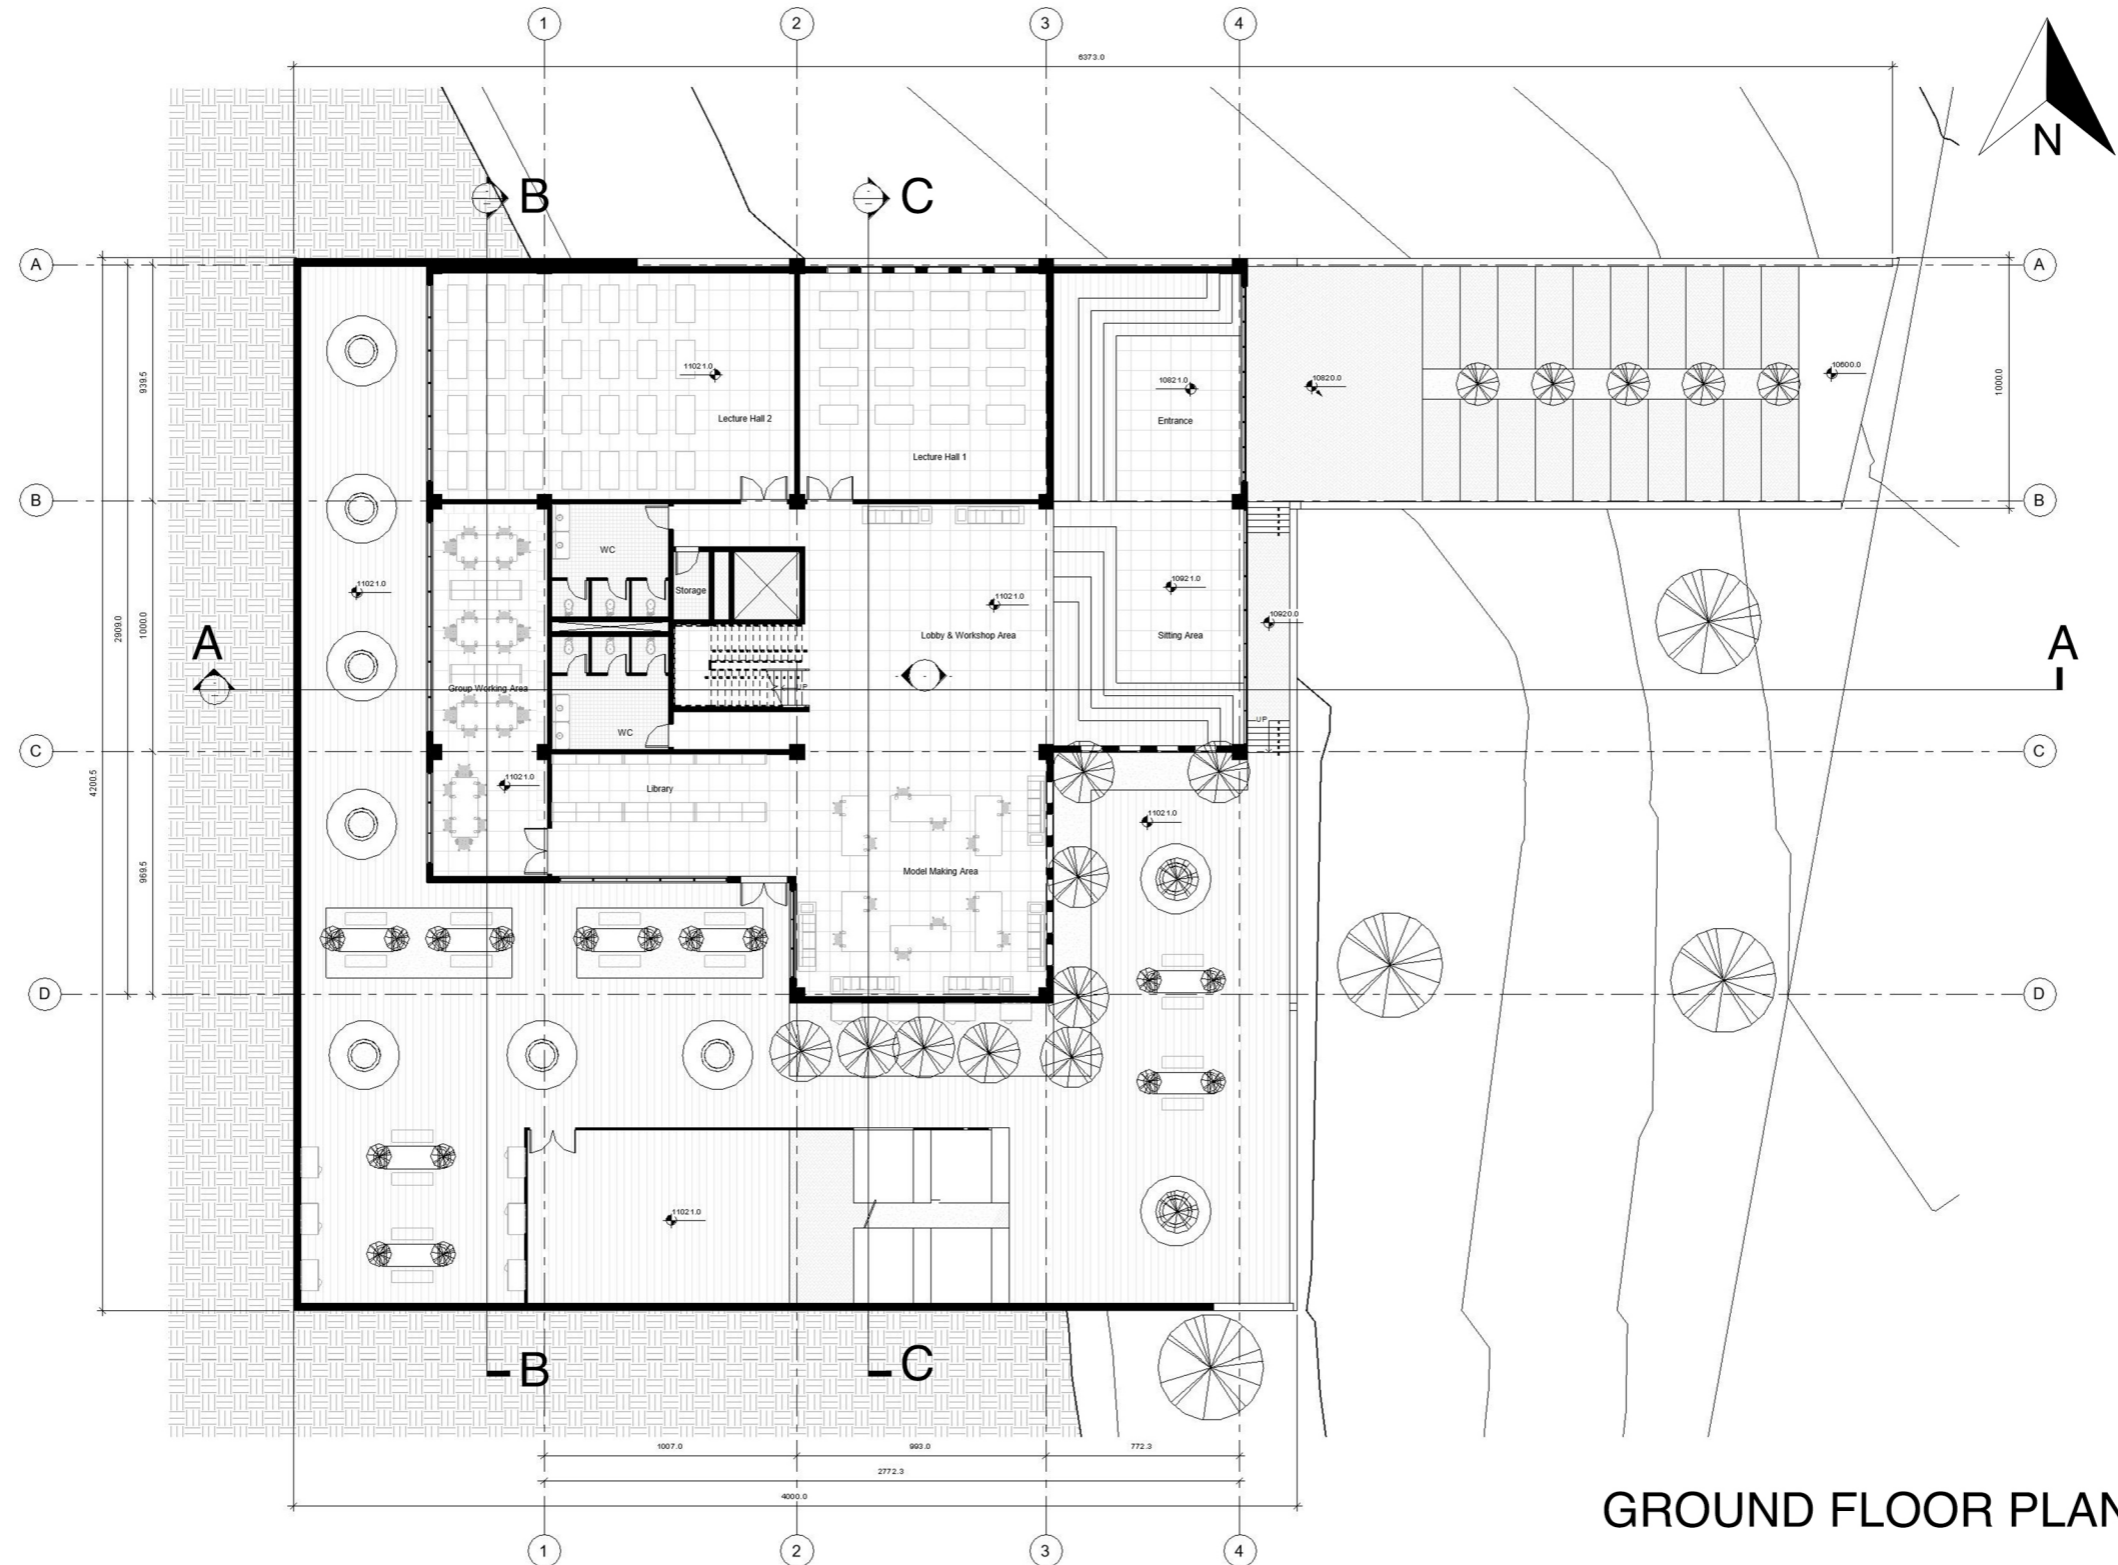 1
2
3
4
6373.0
N
B
C
A
A
11021.0
939.5
Lecture Hall 2
Lecture Hall 1
10821.0
Entrance
10820.0
10600.0
1000.0
B
B
WC
Storage
11021.0
11021.0
Lobby & Workshop Area
10921.0
Sitting Area
10920.0
2909.0
1000.0
A
A
Group Working Area
UP
UP
WC
C
C
4200.5
969.5
11021.0
Library
11021.0
Model Making Area
D
D
11021.0
B
C
1007.0
993.0
772.3
2772.3
4000.0
GROUND FLOOR PLAN
1
2
3
4